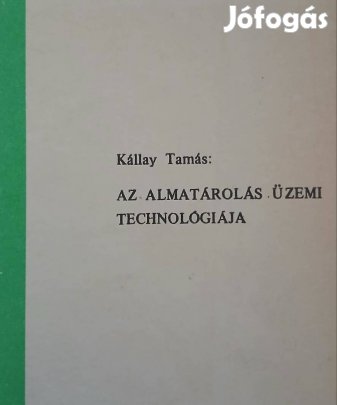 Jófogás
Kállay Tamás:
AZ ALMATÁROLÁS ÜZEMI
TECHNOLÓGIÁJA